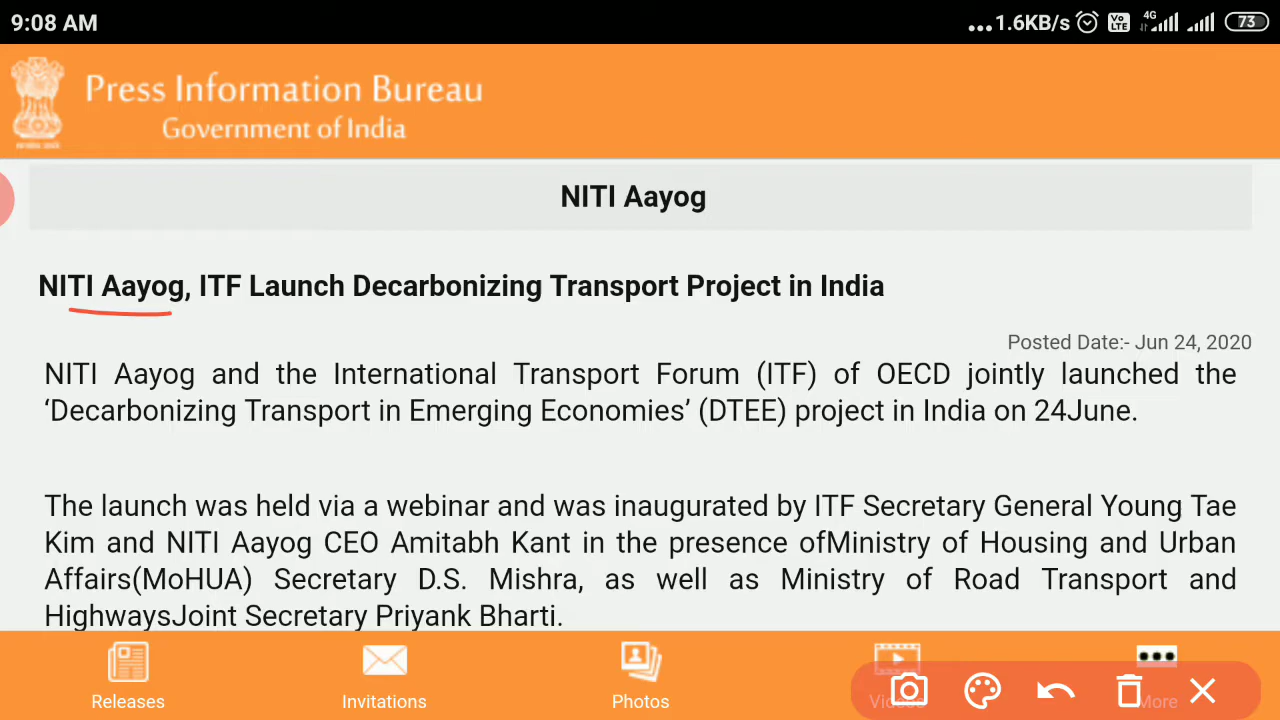 9:08 AM
...1.6KB/s Vo LTE 4G 73
Press Information Bureau
Government of India
NITI Aayog
NITI Aayog, ITF Launch Decarbonizing Transport Project in India
Posted Date:- Jun 24, 2020
NITI Aayog and the International Transport Forum (ITF) of OECD jointly launched the
‘Decarbonizing Transport in Emerging Economies’ (DTEE) project in India on 24June.
The launch was held via a webinar and was inaugurated by ITF Secretary General Young Tae
Kim and NITI Aayog CEO Amitabh Kant in the presence ofMinistry of Housing and Urban
Affairs(MoHUA) Secretary D.S. Mishra, as well as Ministry of Road Transport and
HighwaysJoint Secretary Priyank Bharti.
Releases Invitations Photos Videos More